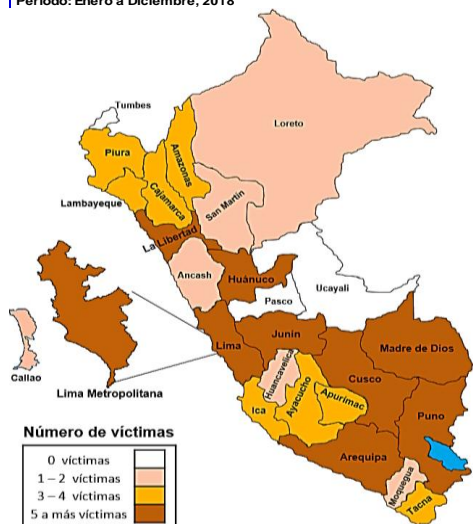 Período: Enero a Diciembre, 2018
Tumbes
Loreto
Piura
Amazonas
Cajamarca
Lambayeque
San Martín
La Libertad
Ancash
Huánuco
Ucayali
Pasco
Callao
Lima Metropolitana
Lima
Junín
Madre de Dios
Huancavelica
Cusco
Ica
Ayacucho
Apurímac
Puno
Arequipa
Moquegua
Tacna
Número de víctimas
0 víctimas
1 – 2 víctimas
3 – 4 víctimas
5 a más víctimas